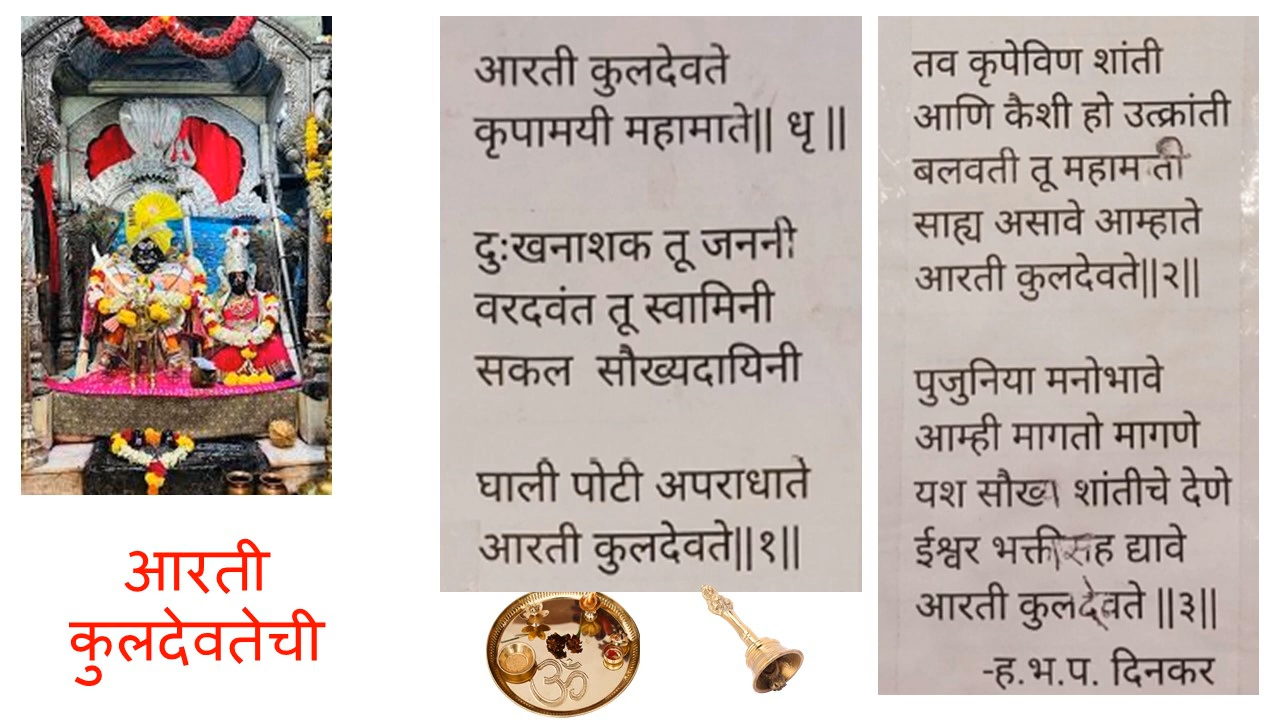 आरती
कुलदेवतेची
आरती कुलदेवते
कृपामयी महामाते|| धृ ||
दुःखनाशक तू जननी
वरदवंत तू स्वामिनी
सकल सौख्यदायिनी
घाली पोटी अपराधाते
आरती कुलदेवते||१||
तव कृपेविण शांती
आणि कैशी हो उत्क्रांती
बलवती तू महामती
साह्य असावे आम्हाते
आरती कुलदेवते||२||
पुजुनिया मनोभावे
आम्ही मागतो मागणे
यश सौख्य शांतीचे देणे
ईश्वर भक्तीसह द्यावे
आरती कुलदेवते ||३||
-ह.भ.प. दिनकर
ॐ